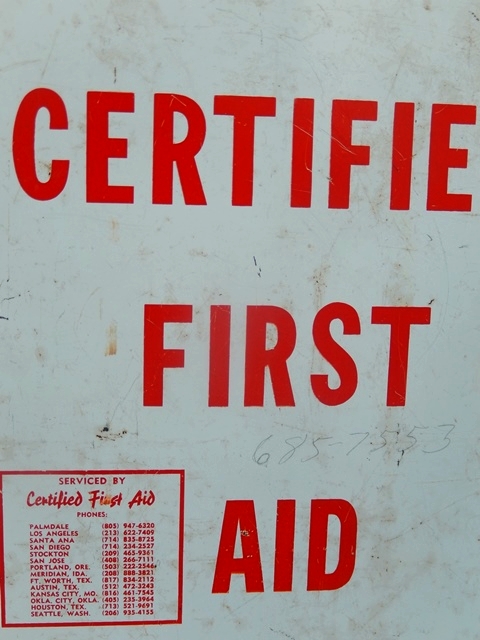 CERTIFIE
FIRST
685-7553
AID
SERVICED BY
Certified First Aid
PHONES:
PALMDALE (805) 947-6320
LOS ANGELES (213) 622-7409
SANTA ANA (714) 835-8725
SAN DIEGO (714) 234-3537
STOCKTON (209) 465-9361
SAN JOSE (408) 266-7111
PORTLAND, ORE. (503) 222-2546
MERIDIAN, IDA. (208) 888-3821
FT. WORTH, TEX. (817) 834-2112
AUSTIN, TEX. (512) 472-3243
KANSAS CITY, MO. (816) 461-7545
OKLA. CITY, OKLA. (405) 235-3964
HOUSTON, TEX. (713) 521-9691
SEATTLE, WASH. (206) 935-4155